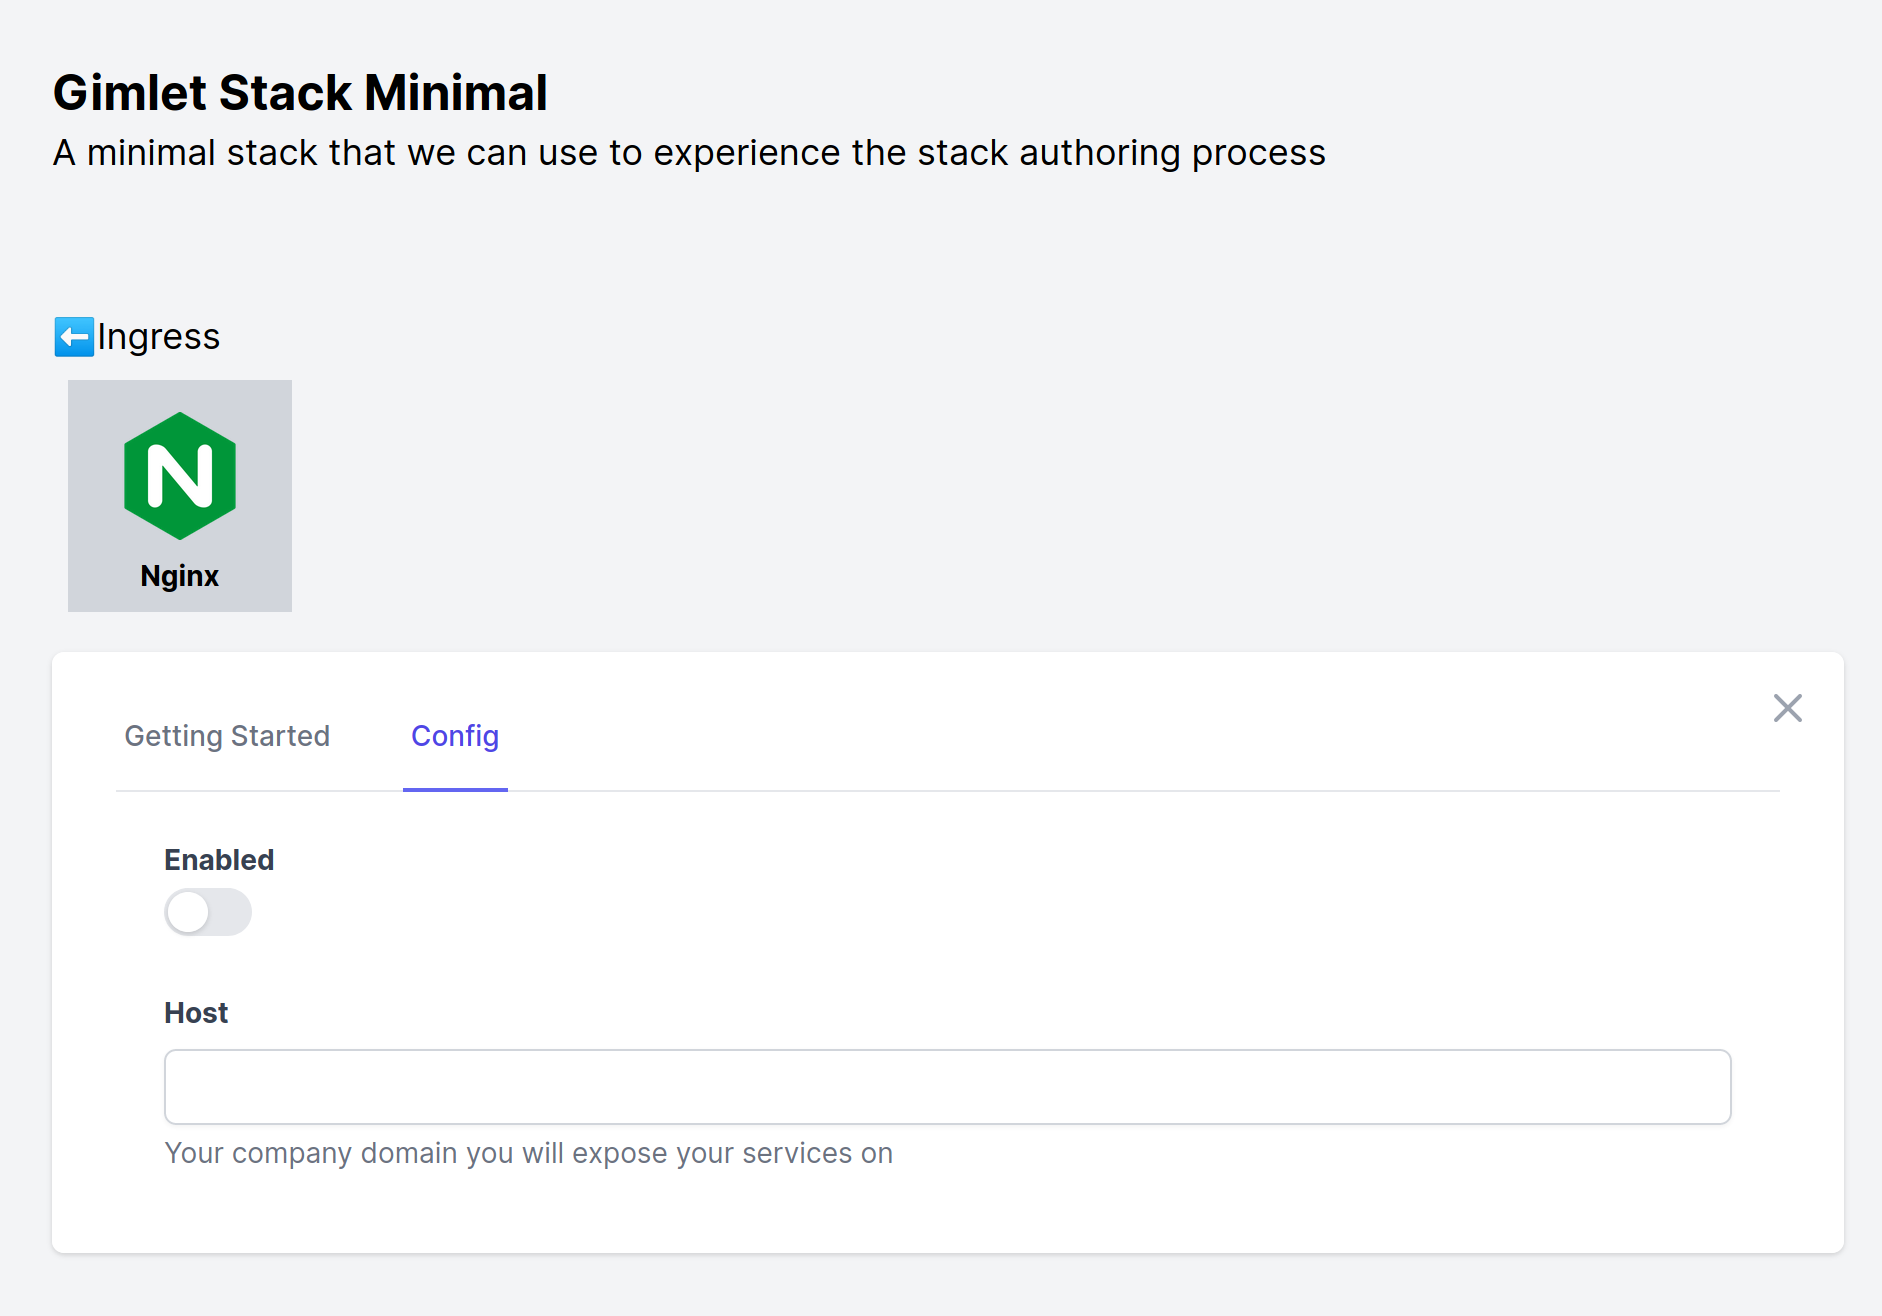 Gimlet Stack Minimal
A minimal stack that we can use to experience the stack authoring process
⬅️Ingress
N
Nginx
Getting Started Config
Enabled
Host
Your company domain you will expose your services on